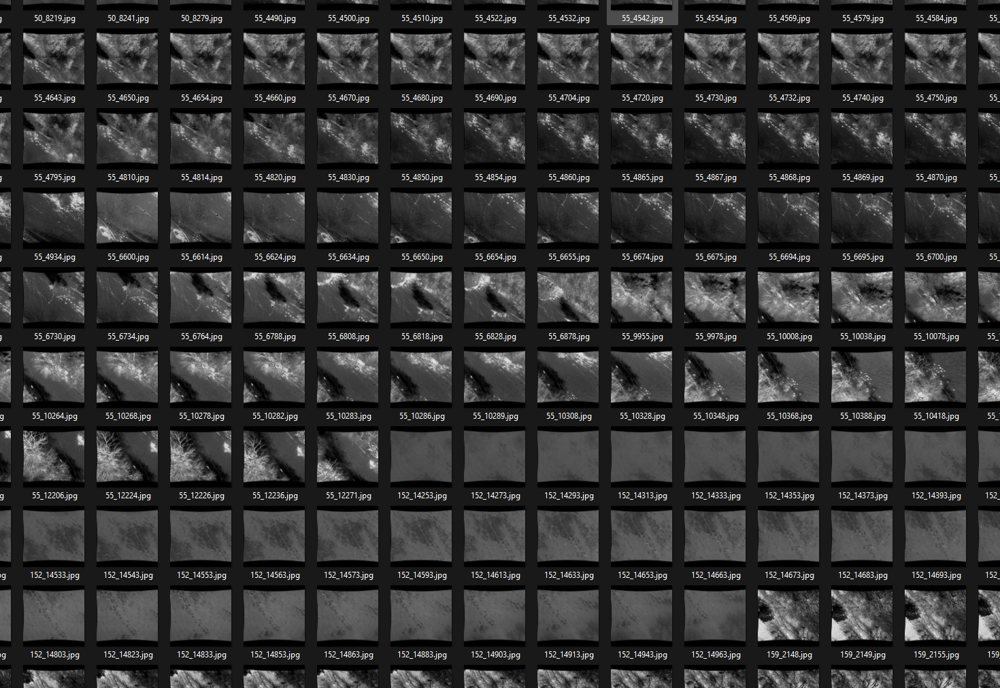 50_8219.jpg 50_8241.jpg 50_8279.jpg 55_4490.jpg 55_4500.jpg 55_4510.jpg 55_4522.jpg 55_4532.jpg 55_4542.jpg 55_4554.jpg 55_4569.jpg 55_4579.jpg 55_4584.jpg 55_
55_4643.jpg 55_4650.jpg 55_4654.jpg 55_4660.jpg 55_4670.jpg 55_4680.jpg 55_4690.jpg 55_4704.jpg 55_4720.jpg 55_4730.jpg 55_4732.jpg 55_4740.jpg 55_4750.jpg 55_
55_4795.jpg 55_4810.jpg 55_4814.jpg 55_4820.jpg 55_4830.jpg 55_4850.jpg 55_4854.jpg 55_4860.jpg 55_4865.jpg 55_4867.jpg 55_4868.jpg 55_4869.jpg 55_4870.jpg 55_
55_4934.jpg 55_6600.jpg 55_6614.jpg 55_6624.jpg 55_6634.jpg 55_6650.jpg 55_6654.jpg 55_6655.jpg 55_6674.jpg 55_6675.jpg 55_6694.jpg 55_6695.jpg 55_6700.jpg 55_
55_6730.jpg 55_6734.jpg 55_6764.jpg 55_6788.jpg 55_6808.jpg 55_6818.jpg 55_6828.jpg 55_6878.jpg 55_9955.jpg 55_9978.jpg 55_10008.jpg 55_10038.jpg 55_10078.jpg 55_
55_10264.jpg 55_10268.jpg 55_10278.jpg 55_10282.jpg 55_10283.jpg 55_10286.jpg 55_10289.jpg 55_10308.jpg 55_10328.jpg 55_10348.jpg 55_10368.jpg 55_10388.jpg 55_10418.jpg 55_
55_12206.jpg 55_12224.jpg 55_12226.jpg 55_12236.jpg 55_12271.jpg 152_14253.jpg 152_14273.jpg 152_14293.jpg 152_14313.jpg 152_14333.jpg 152_14353.jpg 152_14373.jpg 152_14393.jpg 152_
152_14533.jpg 152_14543.jpg 152_14553.jpg 152_14563.jpg 152_14573.jpg 152_14593.jpg 152_14613.jpg 152_14633.jpg 152_14653.jpg 152_14663.jpg 152_14673.jpg 152_14683.jpg 152_14693.jpg 152_
152_14803.jpg 152_14823.jpg 152_14833.jpg 152_14853.jpg 152_14863.jpg 152_14883.jpg 152_14903.jpg 152_14913.jpg 152_14943.jpg 152_14963.jpg 159_2148.jpg 159_2149.jpg 159_2155.jpg 159_